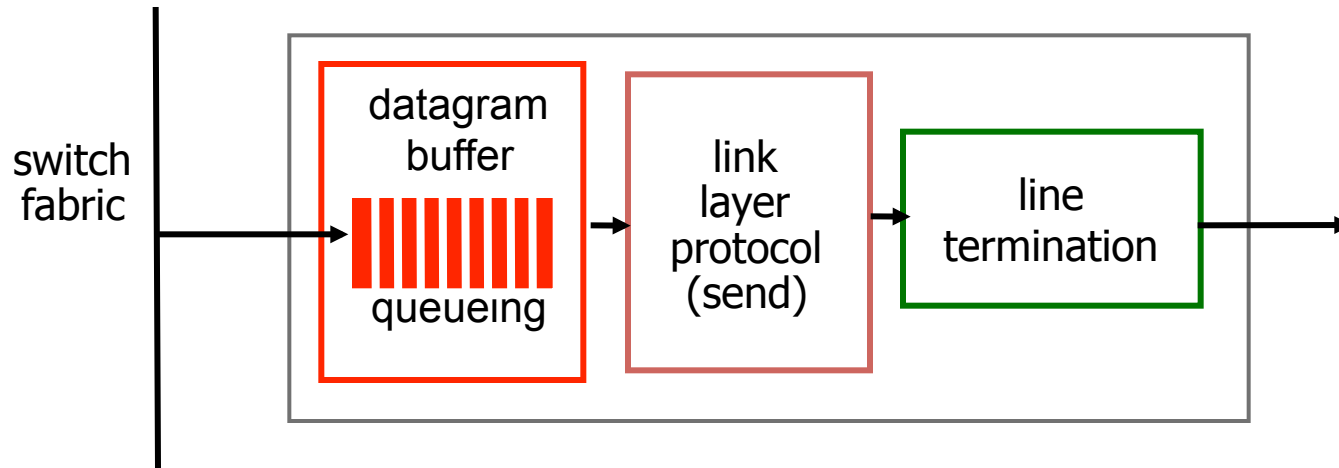 switch
fabric
datagram
buffer
queueing
link
layer
protocol
(send)
line
termination